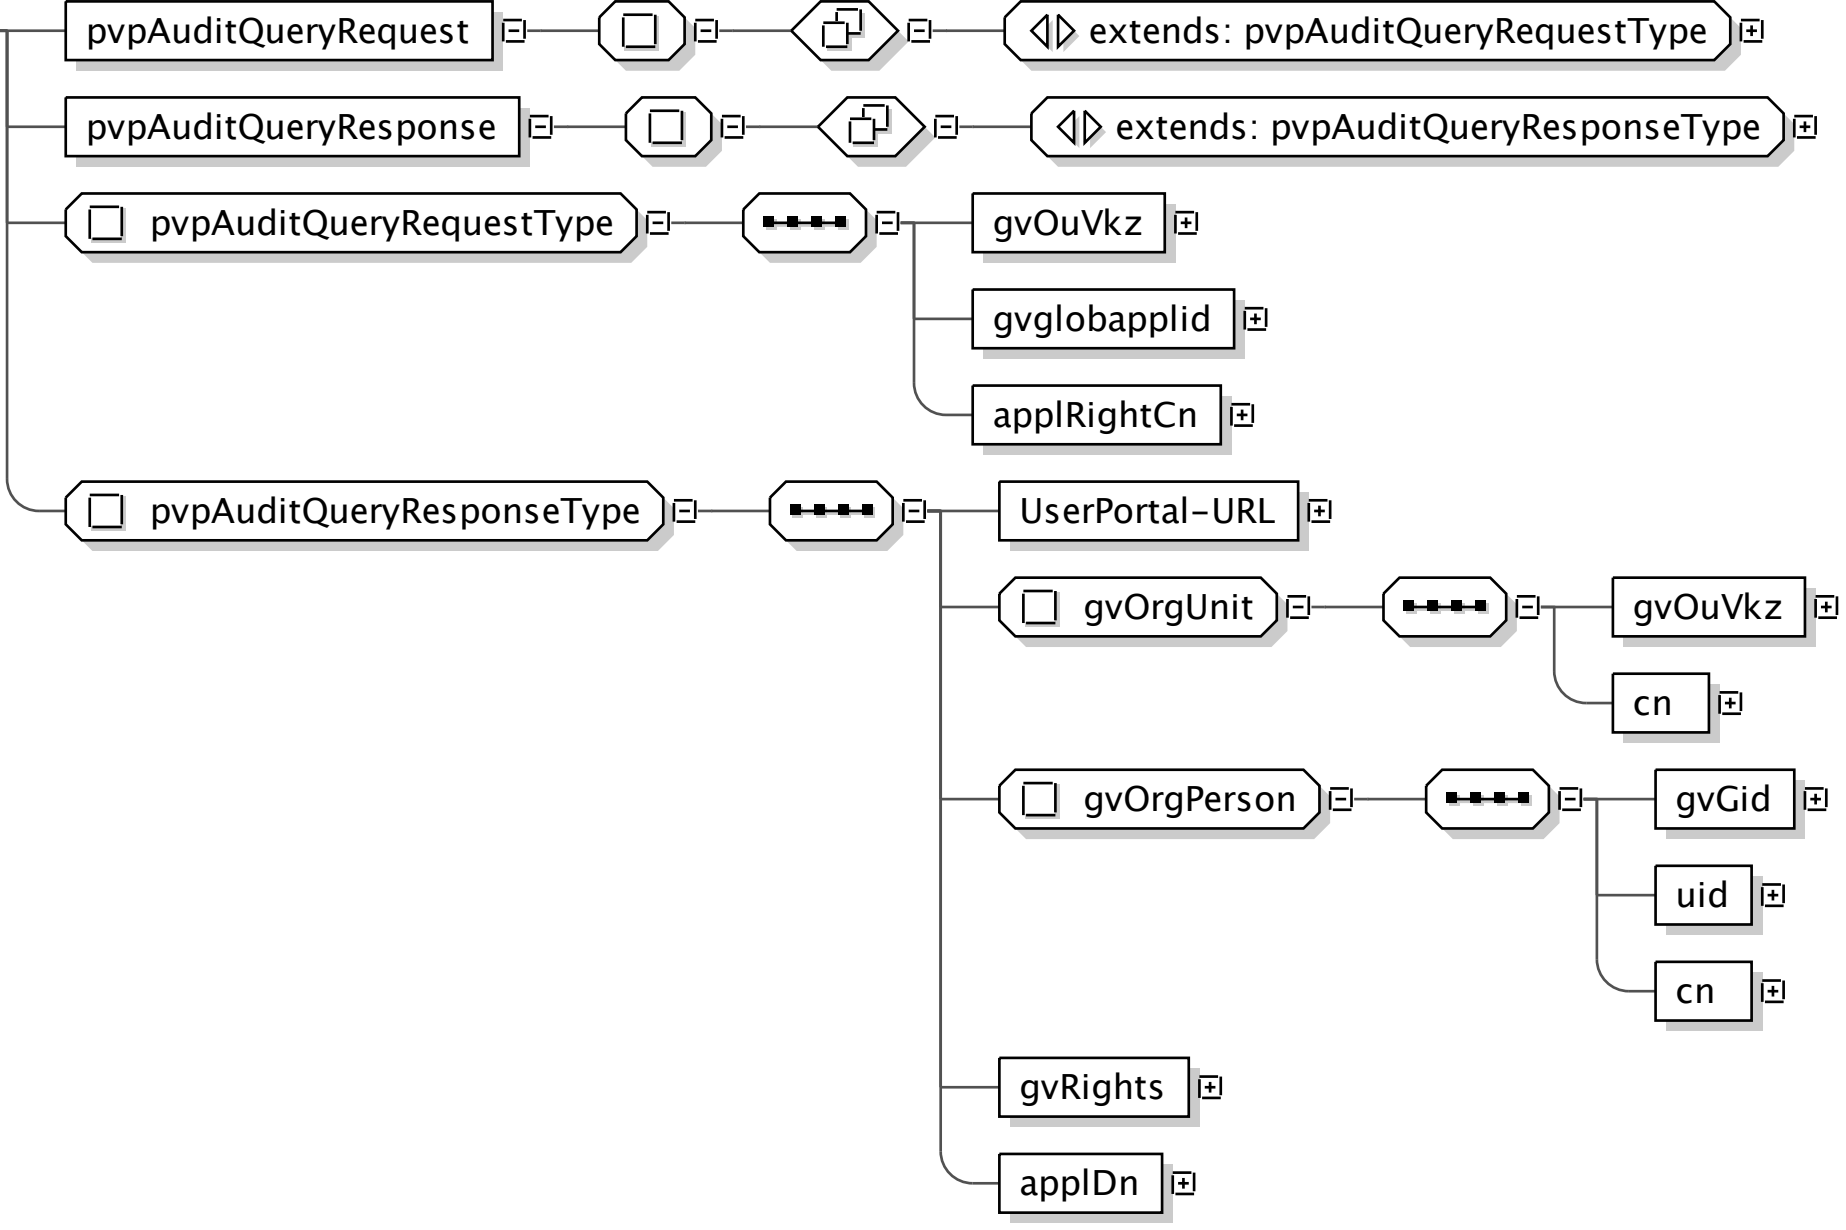 pvpAuditQueryRequest extends: pvpAuditQueryRequestType
pvpAuditQueryResponse extends: pvpAuditQueryResponseType
pvpAuditQueryRequestType gvOuVkz
gvglobapplid
applRightCn
pvpAuditQueryResponseType UserPortal-URL
gvOrgUnit gvOuVkz
cn
gvOrgPerson gvGid
uid
cn
gvRights
applDn